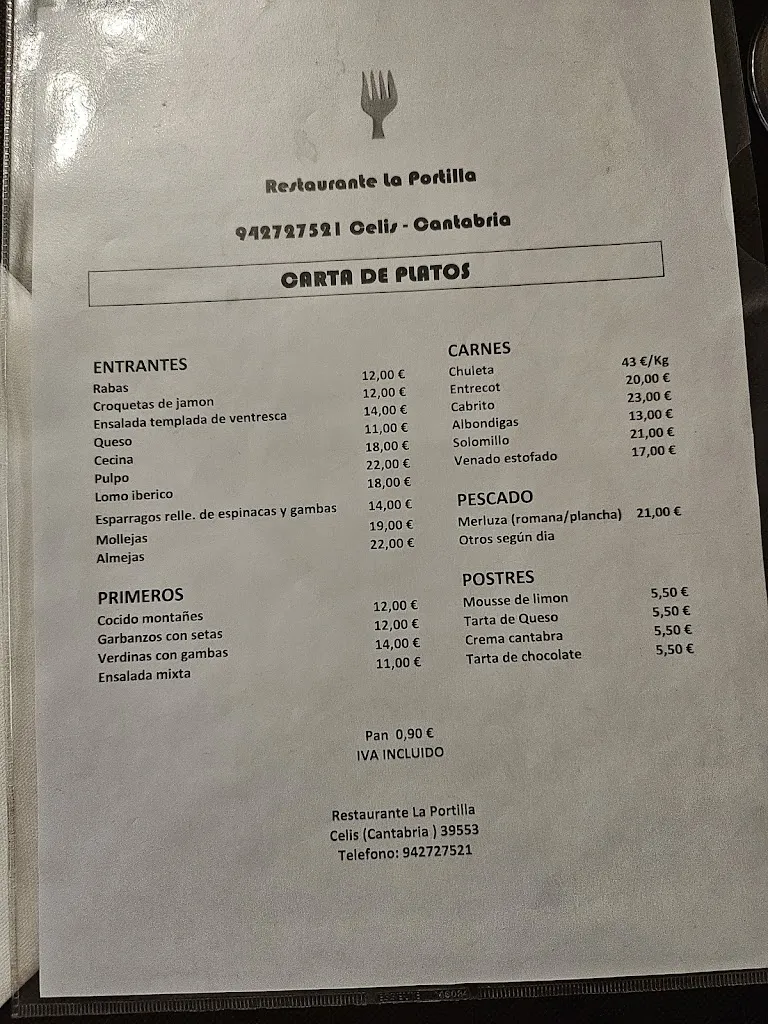 Restaurante La Portilla
942727521 Celis - Cantabria
CARTA DE PLATOS
ENTRANTES
Rabas 12,00 €
Croquetas de jamon 12,00 €
Ensalada templada de ventresca 14,00 €
Queso 11,00 €
Cecina 18,00 €
Pulpo 22,00 €
Lomo iberico 18,00 €
Esparragos relle. de espinacas y gambas 14,00 €
Mollejas 19,00 €
Almejas 22,00 €
PRIMEROS
Cocido montañes 12,00 €
Garbanzos con setas 12,00 €
Verdinas con gambas 14,00 €
Ensalada mixta 11,00 €
CARNES
Chuleta 43 €/Kg
Entrecot 20,00 €
Cabrito 23,00 €
Albondigas 13,00 €
Solomillo 21,00 €
Venado estofado 17,00 €
PESCADO
Merluza (romana/plancha) 21,00 €
Otros según dia
POSTRES
Mousse de limon 5,50 €
Tarta de Queso 5,50 €
Crema cantabra 5,50 €
Tarta de chocolate 5,50 €
Pan 0,90 €
IVA INCLUIDO
Restaurante La Portilla
Celis (Cantabria ) 39553
Telefono: 942727521